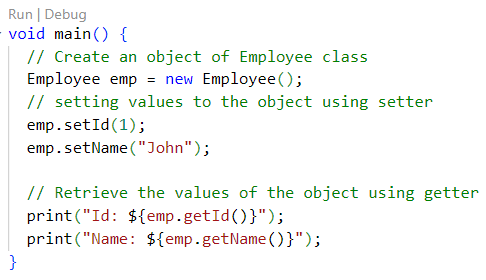 Run | Debug
void main() {
  // Create an object of Employee class
  Employee emp = new Employee();
  // setting values to the object using setter
  emp.setId(1);
  emp.setName("John");

  // Retrieve the values of the object using getter
  print("Id: ${emp.getId()}");
  print("Name: ${emp.getName()}");
}